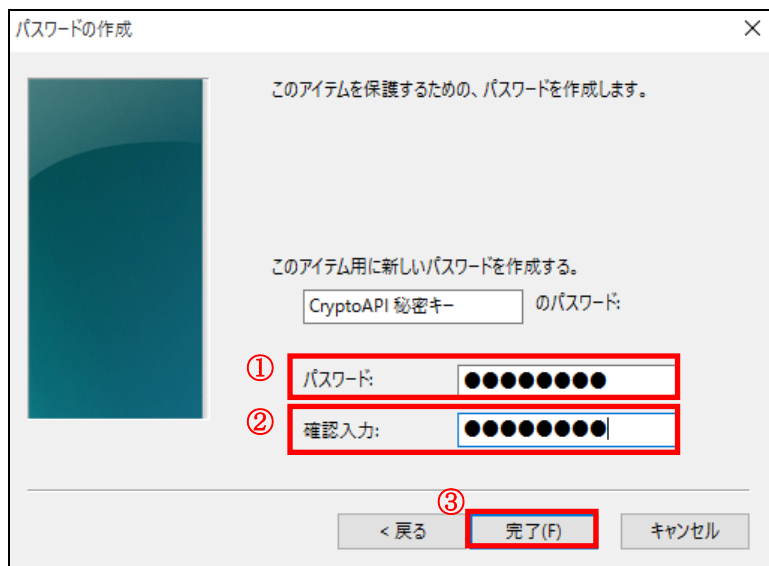 パスワードの作成
このアイテムを保護するための、パスワードを作成します。
このアイテム用に新しいパスワードを作成する。
CryptoAPI 秘密キー のパスワード:
① パスワード: ●●●●●●●●
② 確認入力: ●●●●●●●●
③
< 戻る 完了(F) キャンセル